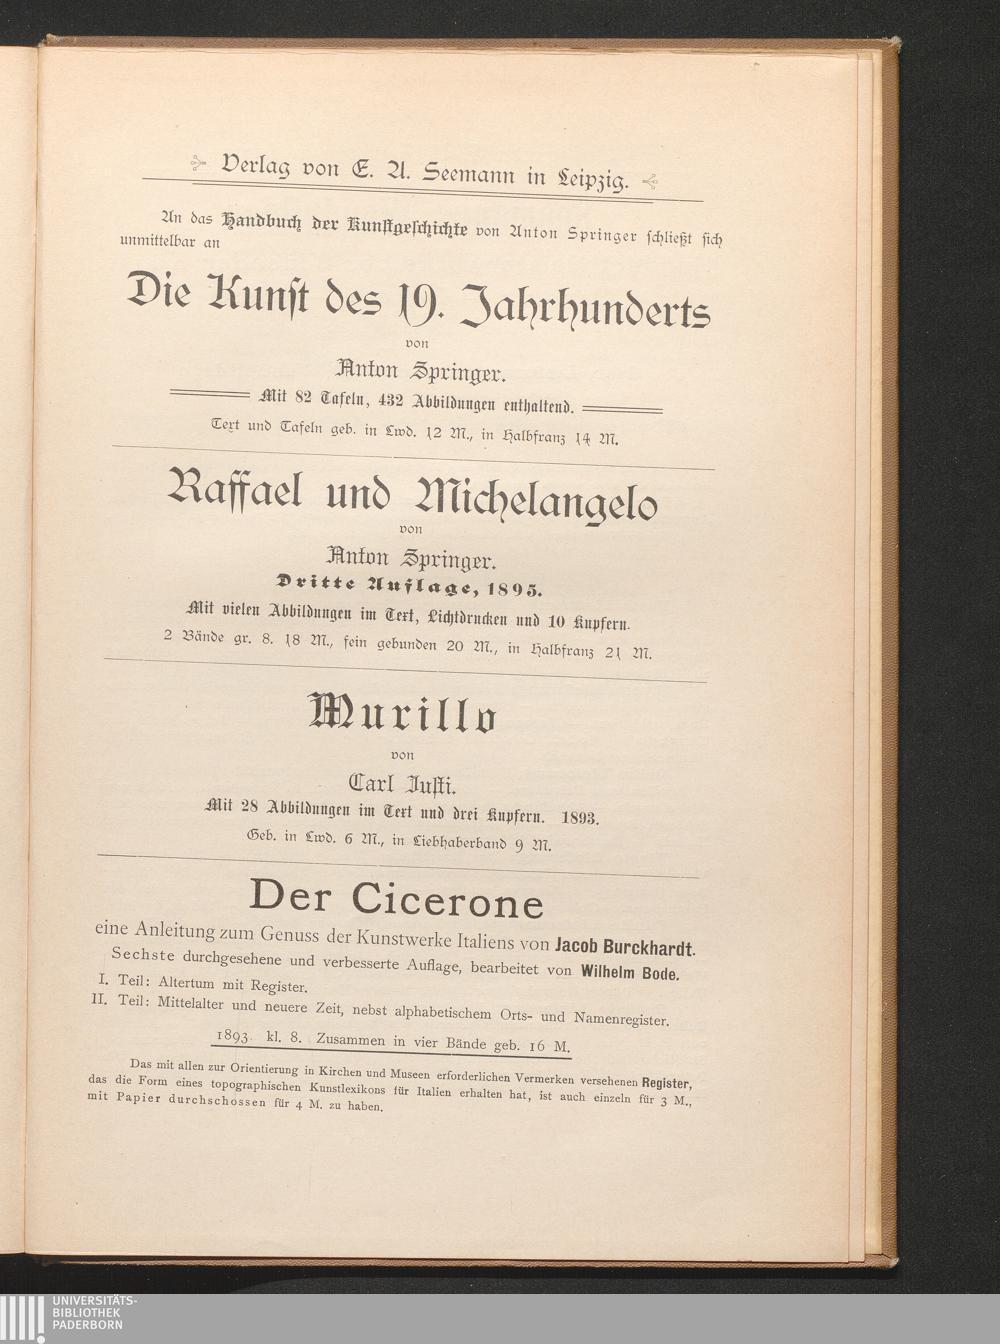 Verlag von E. A. Seemann in Leipzig.
An das Handbuch der Kunstgeschichte von Anton Springer schließt sich
unmittelbar an
Die Kunst des 19. Jahrhunderts
von
Anton Springer.
Mit 82 Tafeln, 432 Abbildungen enthaltend.
Text und Tafeln geb. in Lwd. 12 M., in Halbfranz 14 M.
Raffael und Michelangelo
von
Anton Springer.
Dritte Auflage, 1895.
Mit vielen Abbildungen im Text, Lichtdrucken und 10 Kupfern.
2 Bände gr. 8. 18 M., fein gebunden 20 M., in Halbfranz 21 M.
Murillo
von
Carl Justi.
Mit 28 Abbildungen im Text und drei Kupfern. 1893.
Geb. in Lwd. 6 M., in Liebhaberband 9 M.
Der Cicerone
eine Anleitung zum Genuss der Kunstwerke Italiens von Jacob Burckhardt.
Sechste durchgesehene und verbesserte Auflage, bearbeitet von Wilhelm Bode.
I. Teil: Altertum mit Register.
II. Teil: Mittelalter und neuere Zeit, nebst alphabetischem Orts- und Namenregister.
1893. kl. 8. Zusammen in vier Bände geb. 16 M.
Das mit allen zur Orientierung in Kirchen und Museen erforderlichen Vermerken versehenen Register,
das die Form eines topographischen Kunstlexikons für Italien erhalten hat, ist auch einzeln für 3 M.,
mit Papier durchschossen für 4 M. zu haben.
UNIVERSITÄTS-
BIBLIOTHEK
PADERBORN